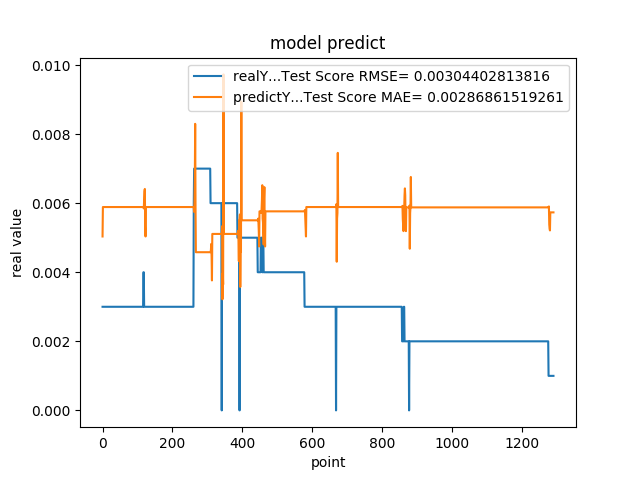 model predict
realY...Test Score RMSE= 0.00304402813816
predictY...Test Score MAE= 0.00286861519261
0.010
0.008
0.006
0.004
0.002
0.000
real value
0 200 400 600 800 1000 1200
point